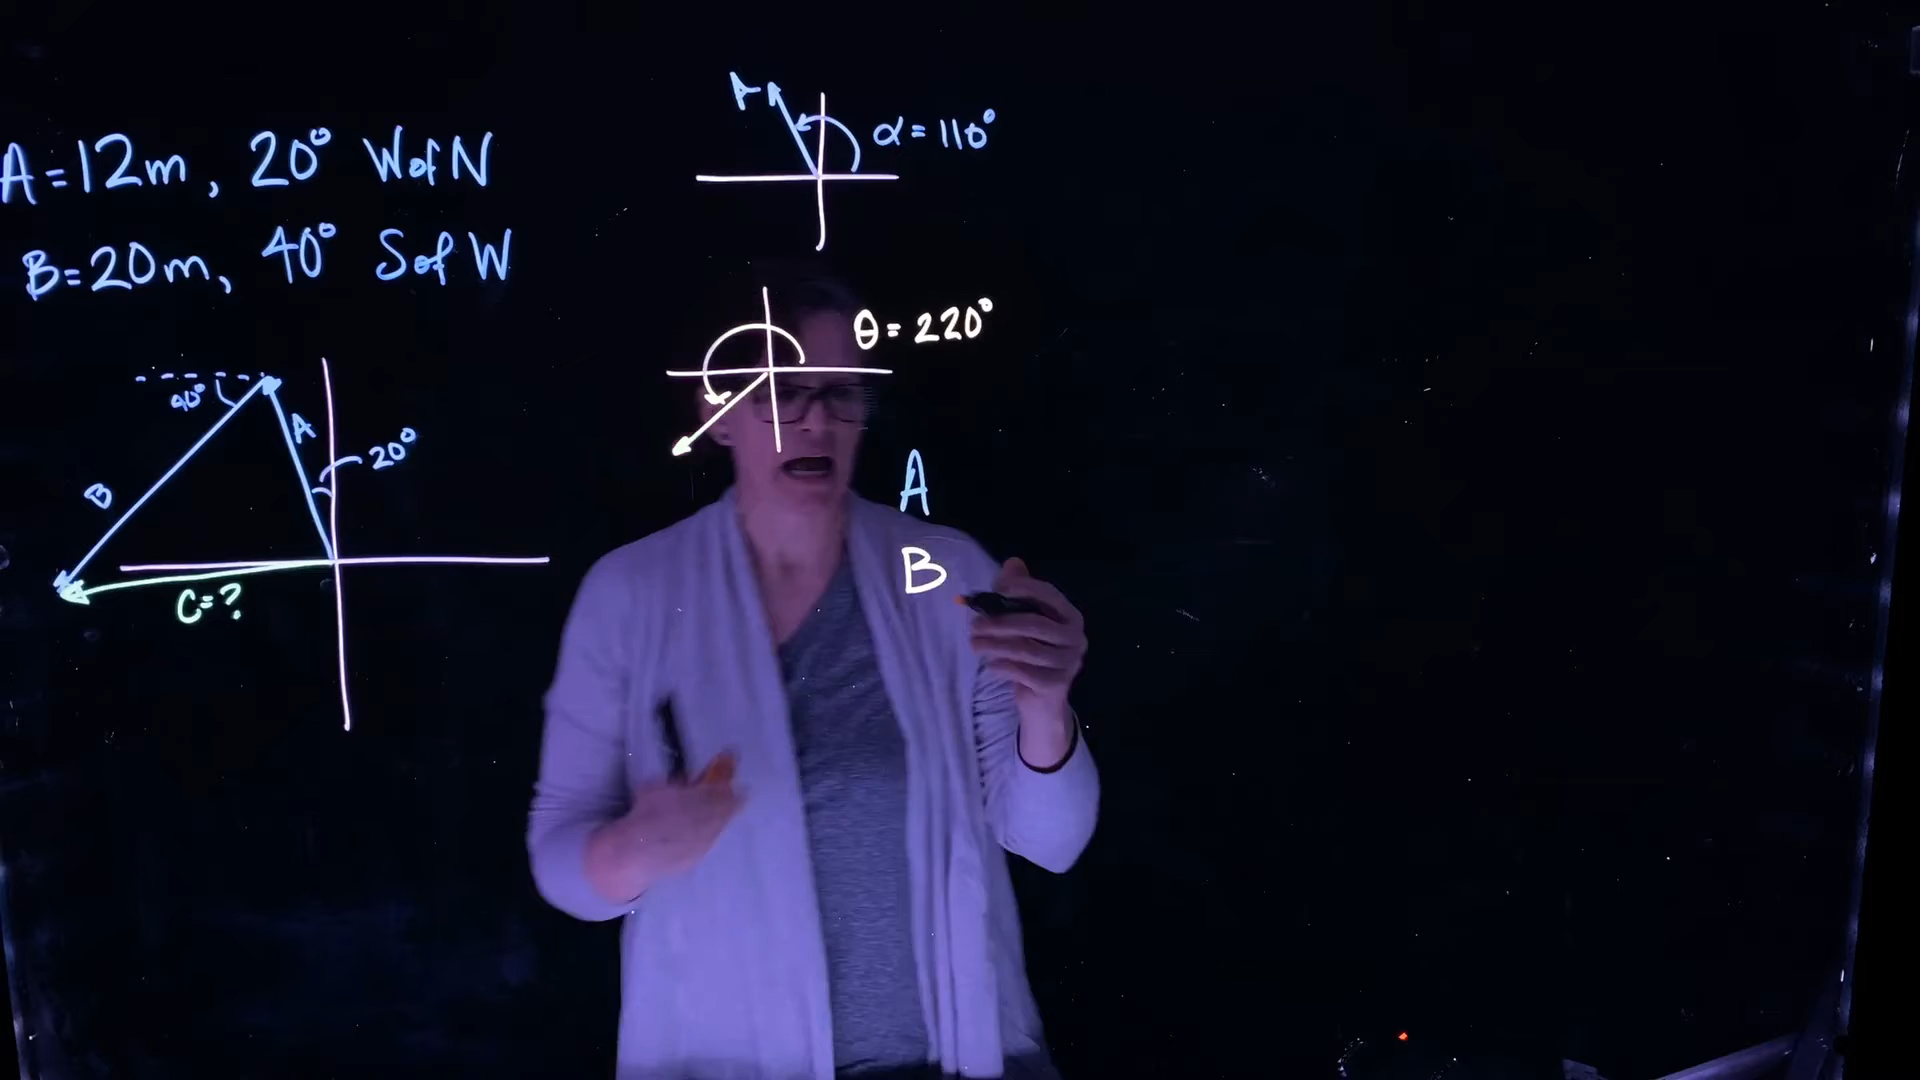 A = 12m, 20° W of N
B = 20m, 40° S of W
40°
A
20°
B
C = ?
A
α = 110°
θ = 220°
A
B